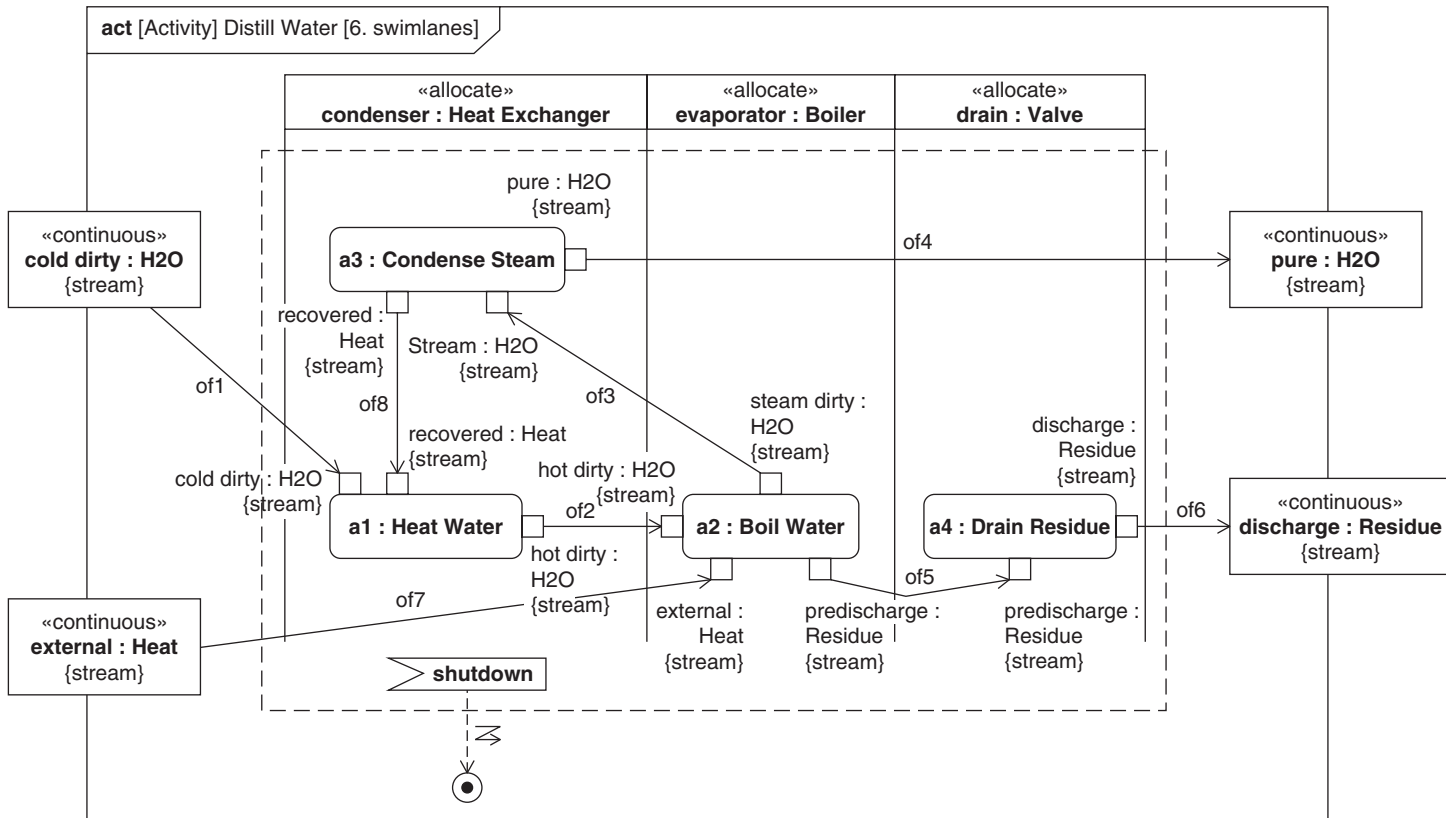 act [Activity] Distill Water [6. swimlanes]
«allocate»
condenser : Heat Exchanger
«allocate»
evaporator : Boiler
«allocate»
drain : Valve
«continuous»
cold dirty : H2O
{stream}
pure : H2O
{stream}
a3 : Condense Steam
of4
«continuous»
pure : H2O
{stream}
recovered :
Heat
{stream}
Stream : H2O
{stream}
of1
of8
of3
steam dirty :
H2O
{stream}
discharge :
Residue
{stream}
recovered : Heat
{stream}
cold dirty : H2O
{stream}
hot dirty : H2O
{stream}
a1 : Heat Water
of2
a2 : Boil Water
a4 : Drain Residue
of6
«continuous»
discharge : Residue
{stream}
hot dirty :
H2O
{stream}
of7
of5
«continuous»
external : Heat
{stream}
external :
Heat
{stream}
predischarge :
Residue
{stream}
predischarge :
Residue
{stream}
shutdown